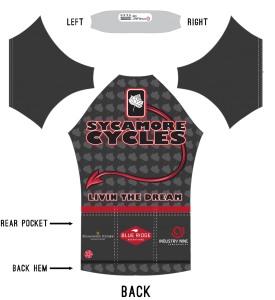 LEFT
RIGHT
SYCAMORE
CYCLES
LIVIN THE DREAM
REAR POCKET
BLUE RIDGE
INDUSTRY NINE
BACK HEM
BACK